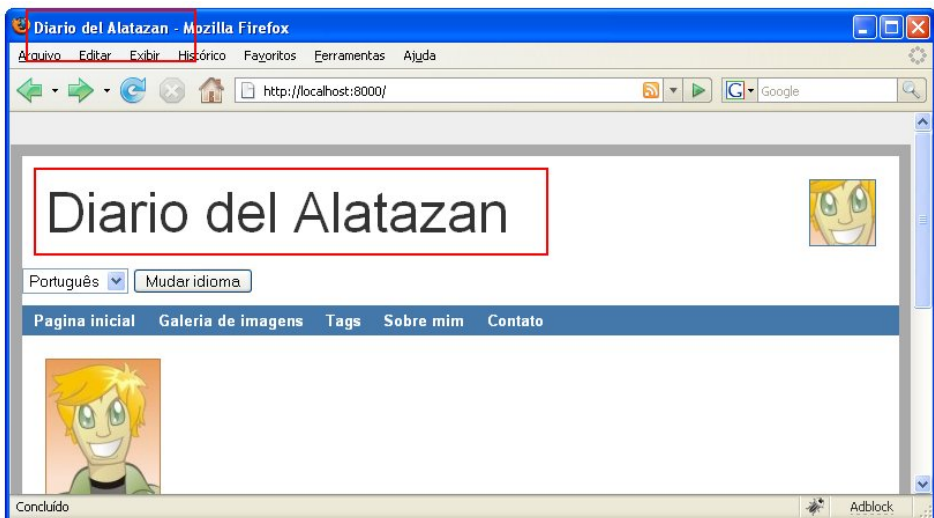 Diario del Alatazan - Mozilla Firefox
Arquivo Editar Exibir Histórico Favoritos Ferramentas Ajuda
http://localhost:8000/ G Google
Diario del Alatazan
Português Mudar idioma
Pagina inicial Galeria de imagens Tags Sobre mim Contato
Concluído Adblock